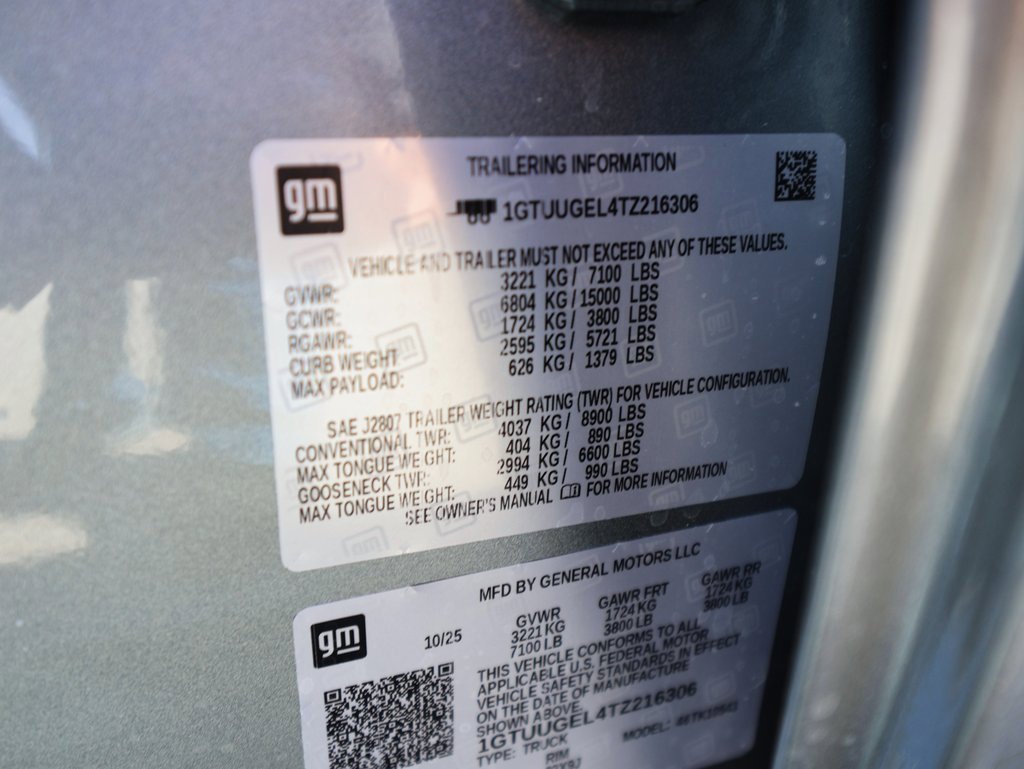 gm
TRAILERING INFORMATION
1GTUUGEL4TZ216306
VEHICLE AND TRAILER MUST NOT EXCEED ANY OF THESE VALUES.
GVWR: 3221 KG / 7100 LBS
GCWR: 6804 KG / 15000 LBS
RGAWR: 1724 KG / 3800 LBS
CURB WEIGHT 2595 KG / 5721 LBS
MAX PAYLOAD: 626 KG / 1379 LBS
SAE J2807 TRAILER WEIGHT RATING (TWR) FOR VEHICLE CONFIGURATION.
CONVENTIONAL TWR: 4037 KG / 8900 LBS
MAX TONGUE WEIGHT: 404 KG / 890 LBS
GOOSENECK TWR: 2994 KG / 6600 LBS
MAX TONGUE WEIGHT: 449 KG / 990 LBS
SEE OWNER'S MANUAL FOR MORE INFORMATION
MFD BY GENERAL MOTORS LLC
gm
10/25
GVWR GAWR FRT GAWR RR
3221 KG 1724 KG 1724 KG
7100 LB 3800 LB 3800 LB
THIS VEHICLE CONFORMS TO ALL
APPLICABLE U.S. FEDERAL MOTOR
VEHICLE SAFETY STANDARDS IN EFFECT
ON THE DATE OF MANUFACTURE
SHOWN ABOVE.
1GTUUGEL4TZ216306
TYPE: TRUCK MODEL:
RIM